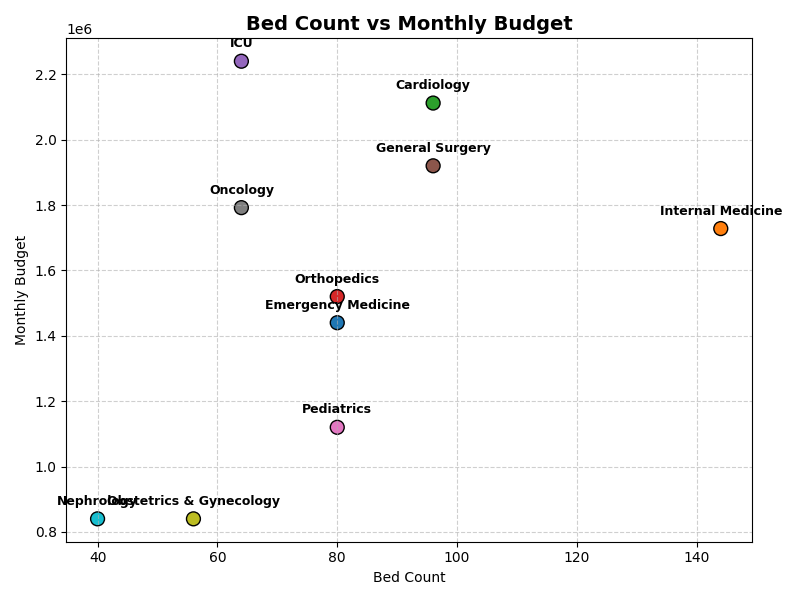 Bed Count vs Monthly Budget
1e6
ICU
2.2
Cardiology
2.0
General Surgery
Oncology
1.8
Internal Medicine
1.6
Orthopedics
Emergency Medicine
1.4
1.2
Pediatrics
1.0
Nephrology
Obstetrics & Gynecology
0.8
Monthly Budget
40 60 80 100 120 140
Bed Count